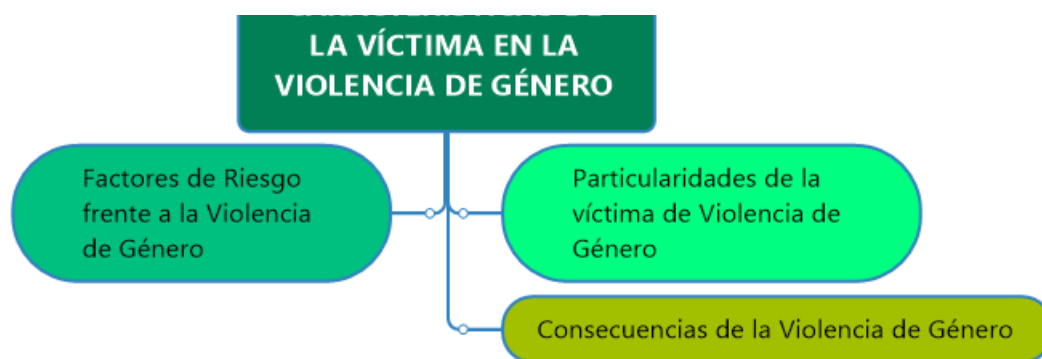 LA VÍCTIMA EN LA
VIOLENCIA DE GÉNERO
Factores de Riesgo
frente a la Violencia
de Género
Particularidades de la
víctima de Violencia de
Género
Consecuencias de la Violencia de Género